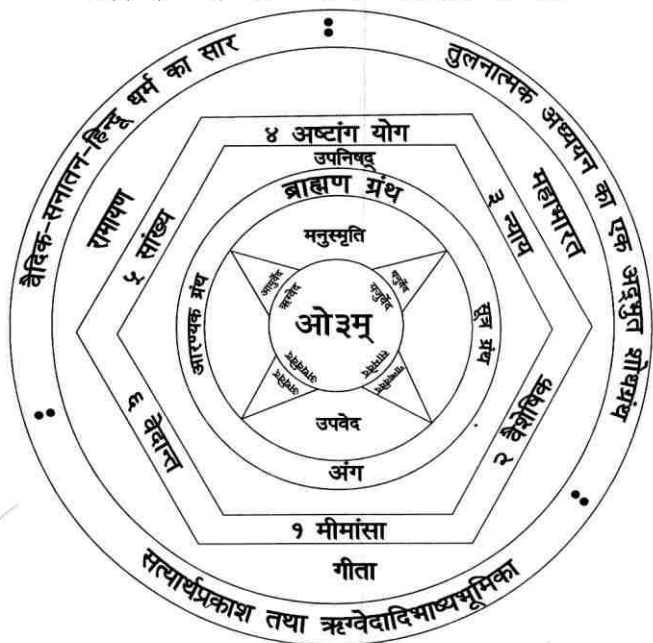 वैदिक-सनातन-हिन्दू धर्म का सार
तुलनात्मक अध्ययन का एक अद्भुत शोधग्रंथ
४ अष्टांग योग
उपनिषद्
ब्राह्मण ग्रंथ
रामायण
५ सांख्य
३ न्याय
महाभारत
मनुस्मृति
आयुर्वेद
ऋग्वेद
यजुर्वेद
धनुर्वेद
आरण्यक ग्रंथ
ओ३म्
सूत्र ग्रंथ
अथर्ववेद
सामवेद
उपवेद
६ वेदान्त
२ वैशेषिक
अंग
१ मीमांसा
गीता
सत्यार्थप्रकाश तथा ऋग्वेदादिभाष्यभूमिका